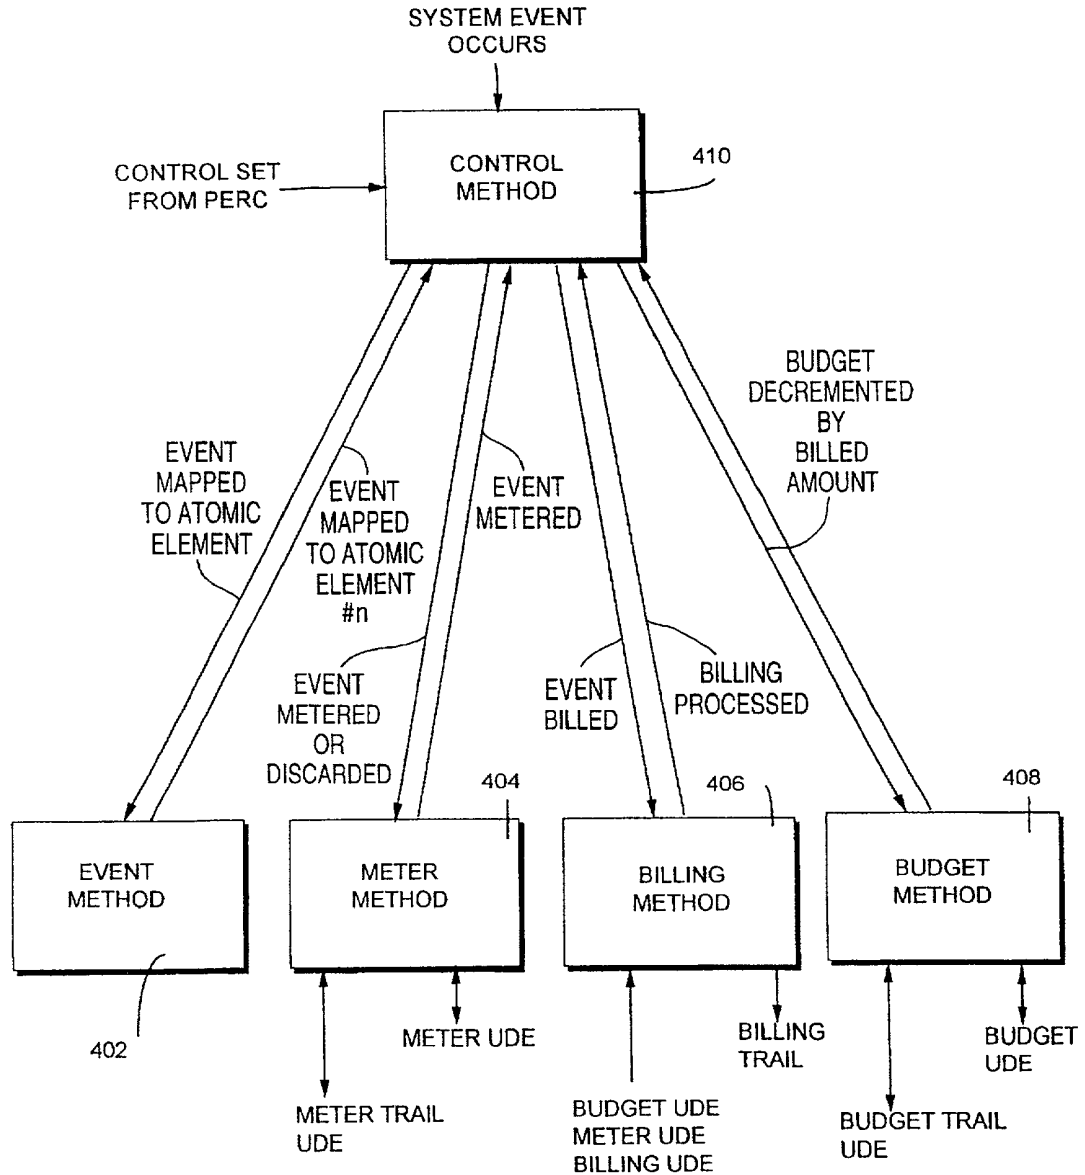 SYSTEM EVENT
OCCURS
CONTROL
METHOD
410
CONTROL SET
FROM PERC
BUDGET
DECREMENTED
BY
BILLED
AMOUNT
EVENT
MAPPED
TO ATOMIC
ELEMENT
EVENT
MAPPED
TO ATOMIC
ELEMENT
#n
EVENT
METERED
EVENT
METERED
OR
DISCARDED
EVENT
BILLED
BILLING
PROCESSED
404
406
408
EVENT
METHOD
METER
METHOD
BILLING
METHOD
BUDGET
METHOD
402
METER UDE
BILLING
TRAIL
BUDGET
UDE
METER TRAIL
UDE
BUDGET UDE
METER UDE
BILLING UDE
BUDGET TRAIL
UDE